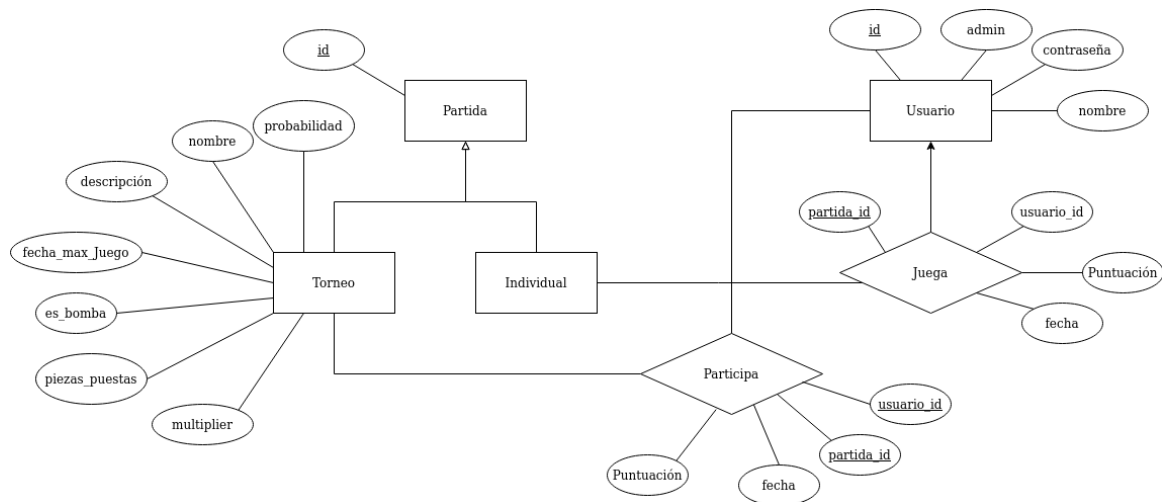 id
admin
id
contraseña
Partida
Usuario
nombre
probabilidad
nombre
descripción
partida_id
usuario_id
fecha_max_Juego
Torneo
Individual
Juega
Puntuación
es_bomba
fecha
piezas_puestas
Participa
usuario_id
multiplier
partida_id
Puntuación
fecha